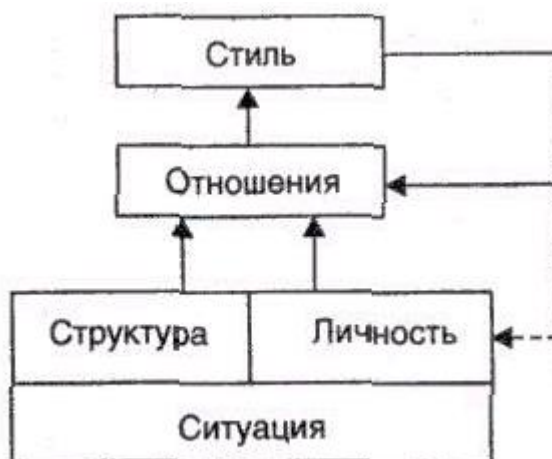 Стиль
Отношения
Структура
Личность
Ситуация